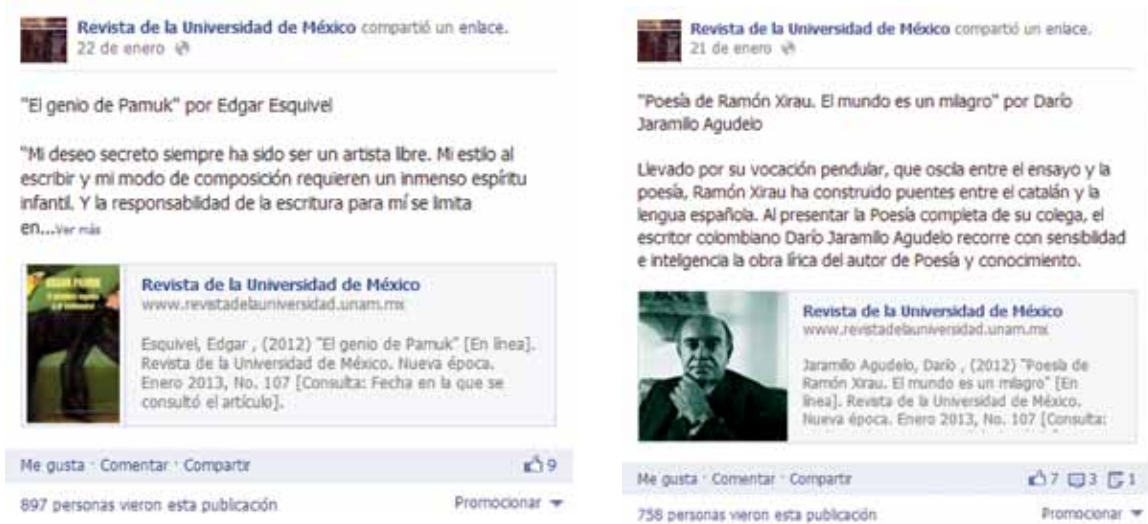 Revista de la Universidad de México compartió un enlace.
22 de enero
"El genio de Pamuk" por Edgar Esquivel
"Mi deseo secreto siempre ha sido ser un artista libre. Mi estilo al
escribir y mi modo de composición requieren un inmenso espíritu
infantil. Y la responsabilidad de la escritura para mí se limita
en...Ver más
Revista de la Universidad de México
www.revistadelauniversidad.unam.mx
Esquivel, Edgar , (2012) "El genio de Pamuk" [En línea].
Revista de la Universidad de México. Nueva época.
Enero 2013, No. 107 [Consulta: Fecha en la que se
consultó el artículo].
Me gusta · Comentar · Compartir
9
897 personas vieron esta publicación
Promocionar
Revista de la Universidad de México compartió un enlace.
21 de enero
"Poesía de Ramón Xirau. El mundo es un milagro" por Darío
Jaramillo Agudelo
Llevado por su vocación pendular, que oscila entre el ensayo y la
poesía, Ramón Xirau ha construido puentes entre el catalán y la
lengua española. Al presentar la Poesía completa de su colega, el
escritor colombiano Darío Jaramillo Agudelo recorre con sensibilidad
e inteligencia la obra lírica del autor de Poesía y conocimiento.
Revista de la Universidad de México
www.revistadelauniversidad.unam.mx
Jaramillo Agudelo, Darío , (2012) "Poesía de
Ramón Xirau. El mundo es un milagro" [En
línea]. Revista de la Universidad de México.
Nueva época. Enero 2013, No. 107 [Consulta:
Me gusta · Comentar · Compartir
7 3 1
758 personas vieron esta publicación
Promocionar